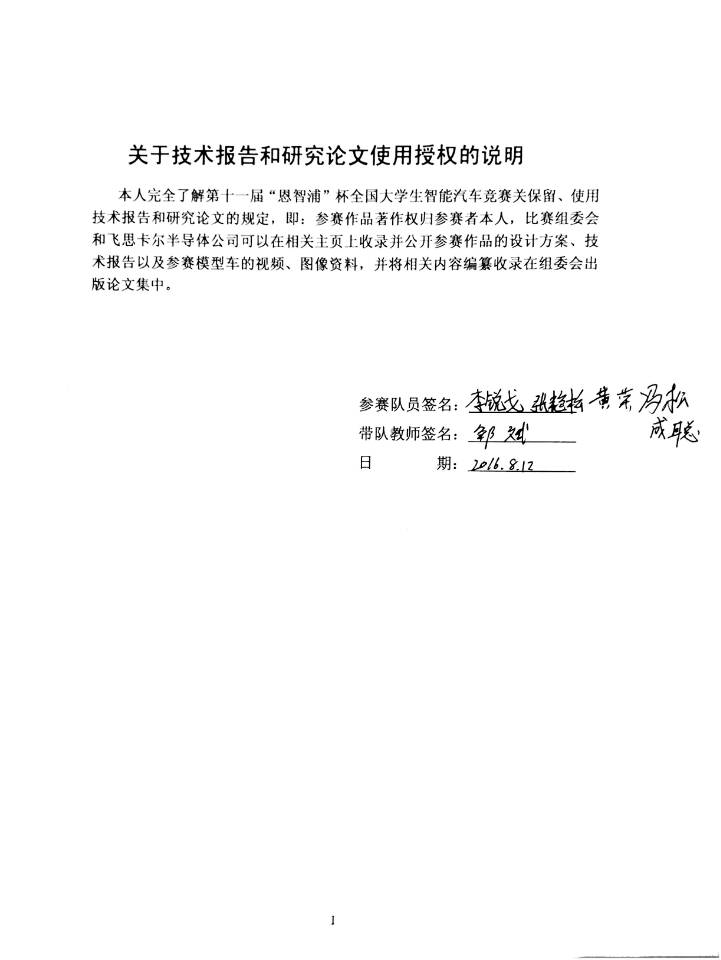 关于技术报告和研究论文使用授权的说明
本人完全了解第十一届“恩智浦”杯全国大学生智能汽车竞赛关保留、使用
技术报告和研究论文的规定，即：参赛作品著作权归参赛者本人，比赛组委会
和飞思卡尔半导体公司可以在相关主页上收录并公开参赛作品的设计方案、技
术报告以及参赛模型车的视频、图像资料，并将相关内容编纂收录在组委会出
版论文集中。
参赛队员签名：李锐戈 黄荣 冯松
成聪
带队教师签名：邹斌
日 期：2016.8.12
I